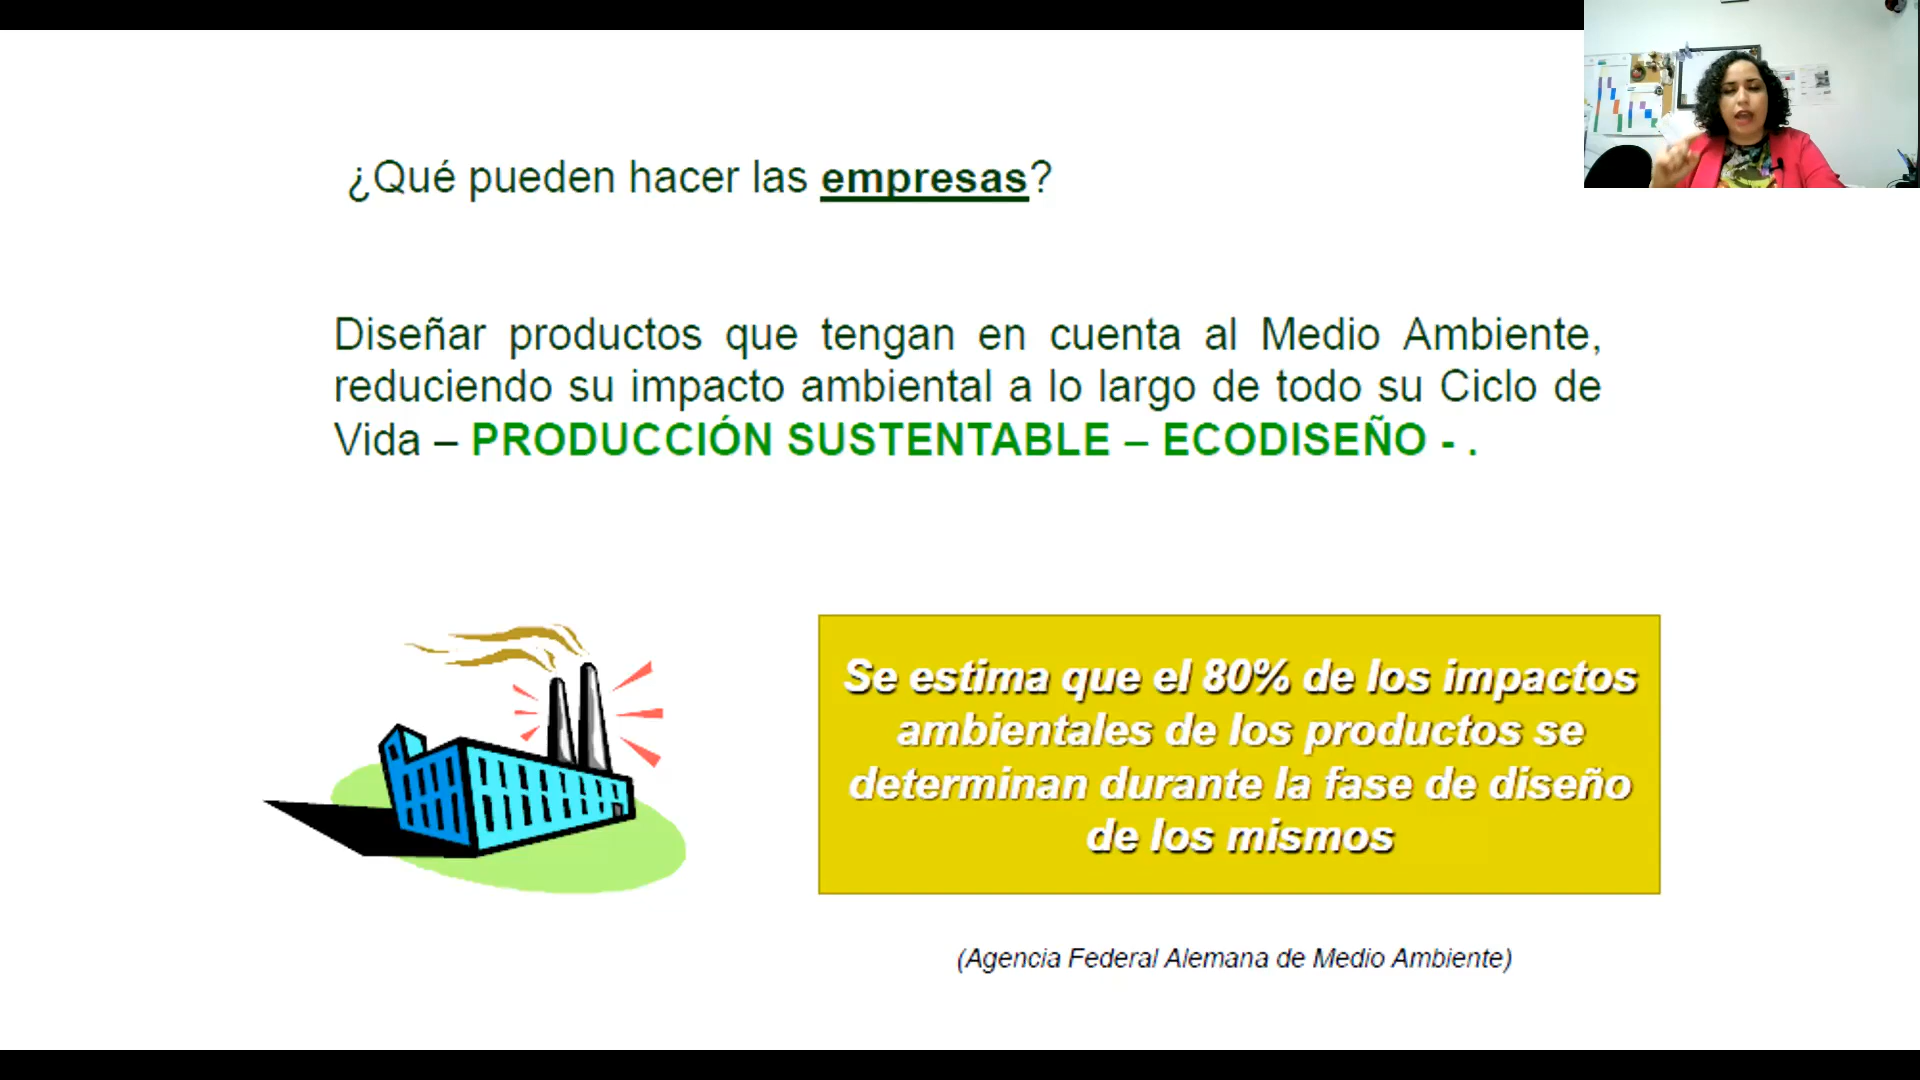 ¿Qué pueden hacer las empresas?
Diseñar productos que tengan en cuenta al Medio Ambiente,
reduciendo su impacto ambiental a lo largo de todo su Ciclo de
Vida – PRODUCCIÓN SUSTENTABLE – ECODISEÑO - .
Se estima que el 80% de los impactos
ambientales de los productos se
determinan durante la fase de diseño
de los mismos
(Agencia Federal Alemana de Medio Ambiente)